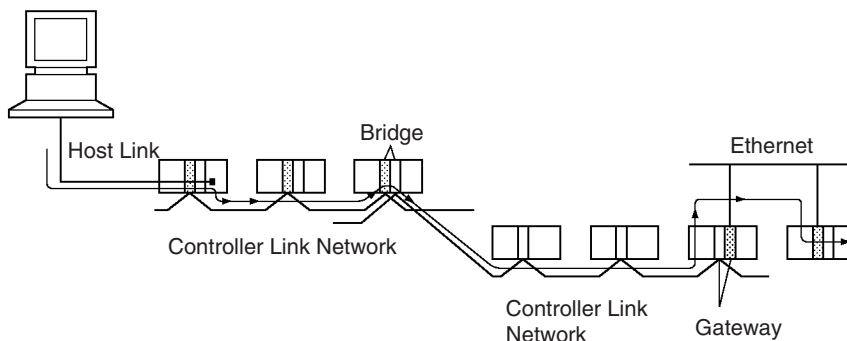 Bridge
Ethernet
Host Link
Controller Link Network
Controller Link
Network
Gateway